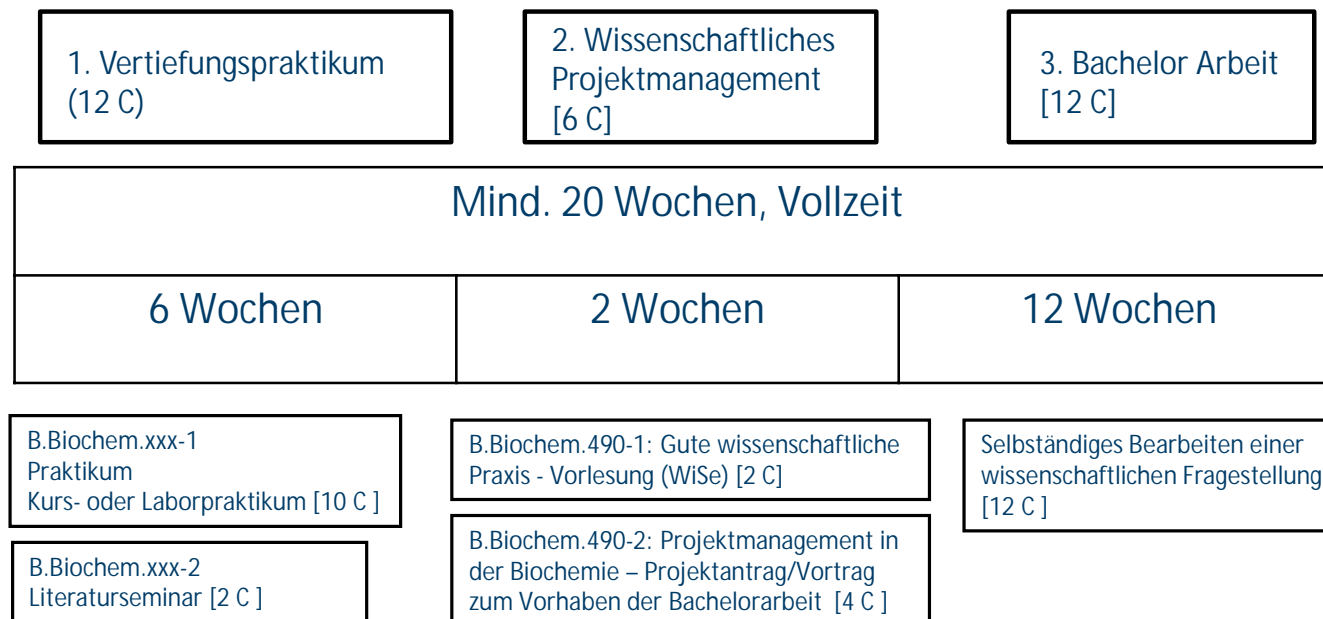 1. Vertiefungspraktikum
(12 C)
2. Wissenschaftliches
Projektmanagement
[6 C]
3. Bachelor Arbeit
[12 C]
Mind. 20 Wochen, Vollzeit
6 Wochen
2 Wochen
12 Wochen
B.Biochem.xxx-1
Praktikum
Kurs- oder Laborpraktikum [10 C ]
B.Biochem.xxx-2
Literaturseminar [2 C ]
B.Biochem.490-1: Gute wissenschaftliche
Praxis - Vorlesung (WiSe) [2 C]
B.Biochem.490-2: Projektmanagement in
der Biochemie – Projektantrag/Vortrag
zum Vorhaben der Bachelorarbeit  [4 C ]
Selbständiges Bearbeiten einer
wissenschaftlichen Fragestellung
[12 C ]